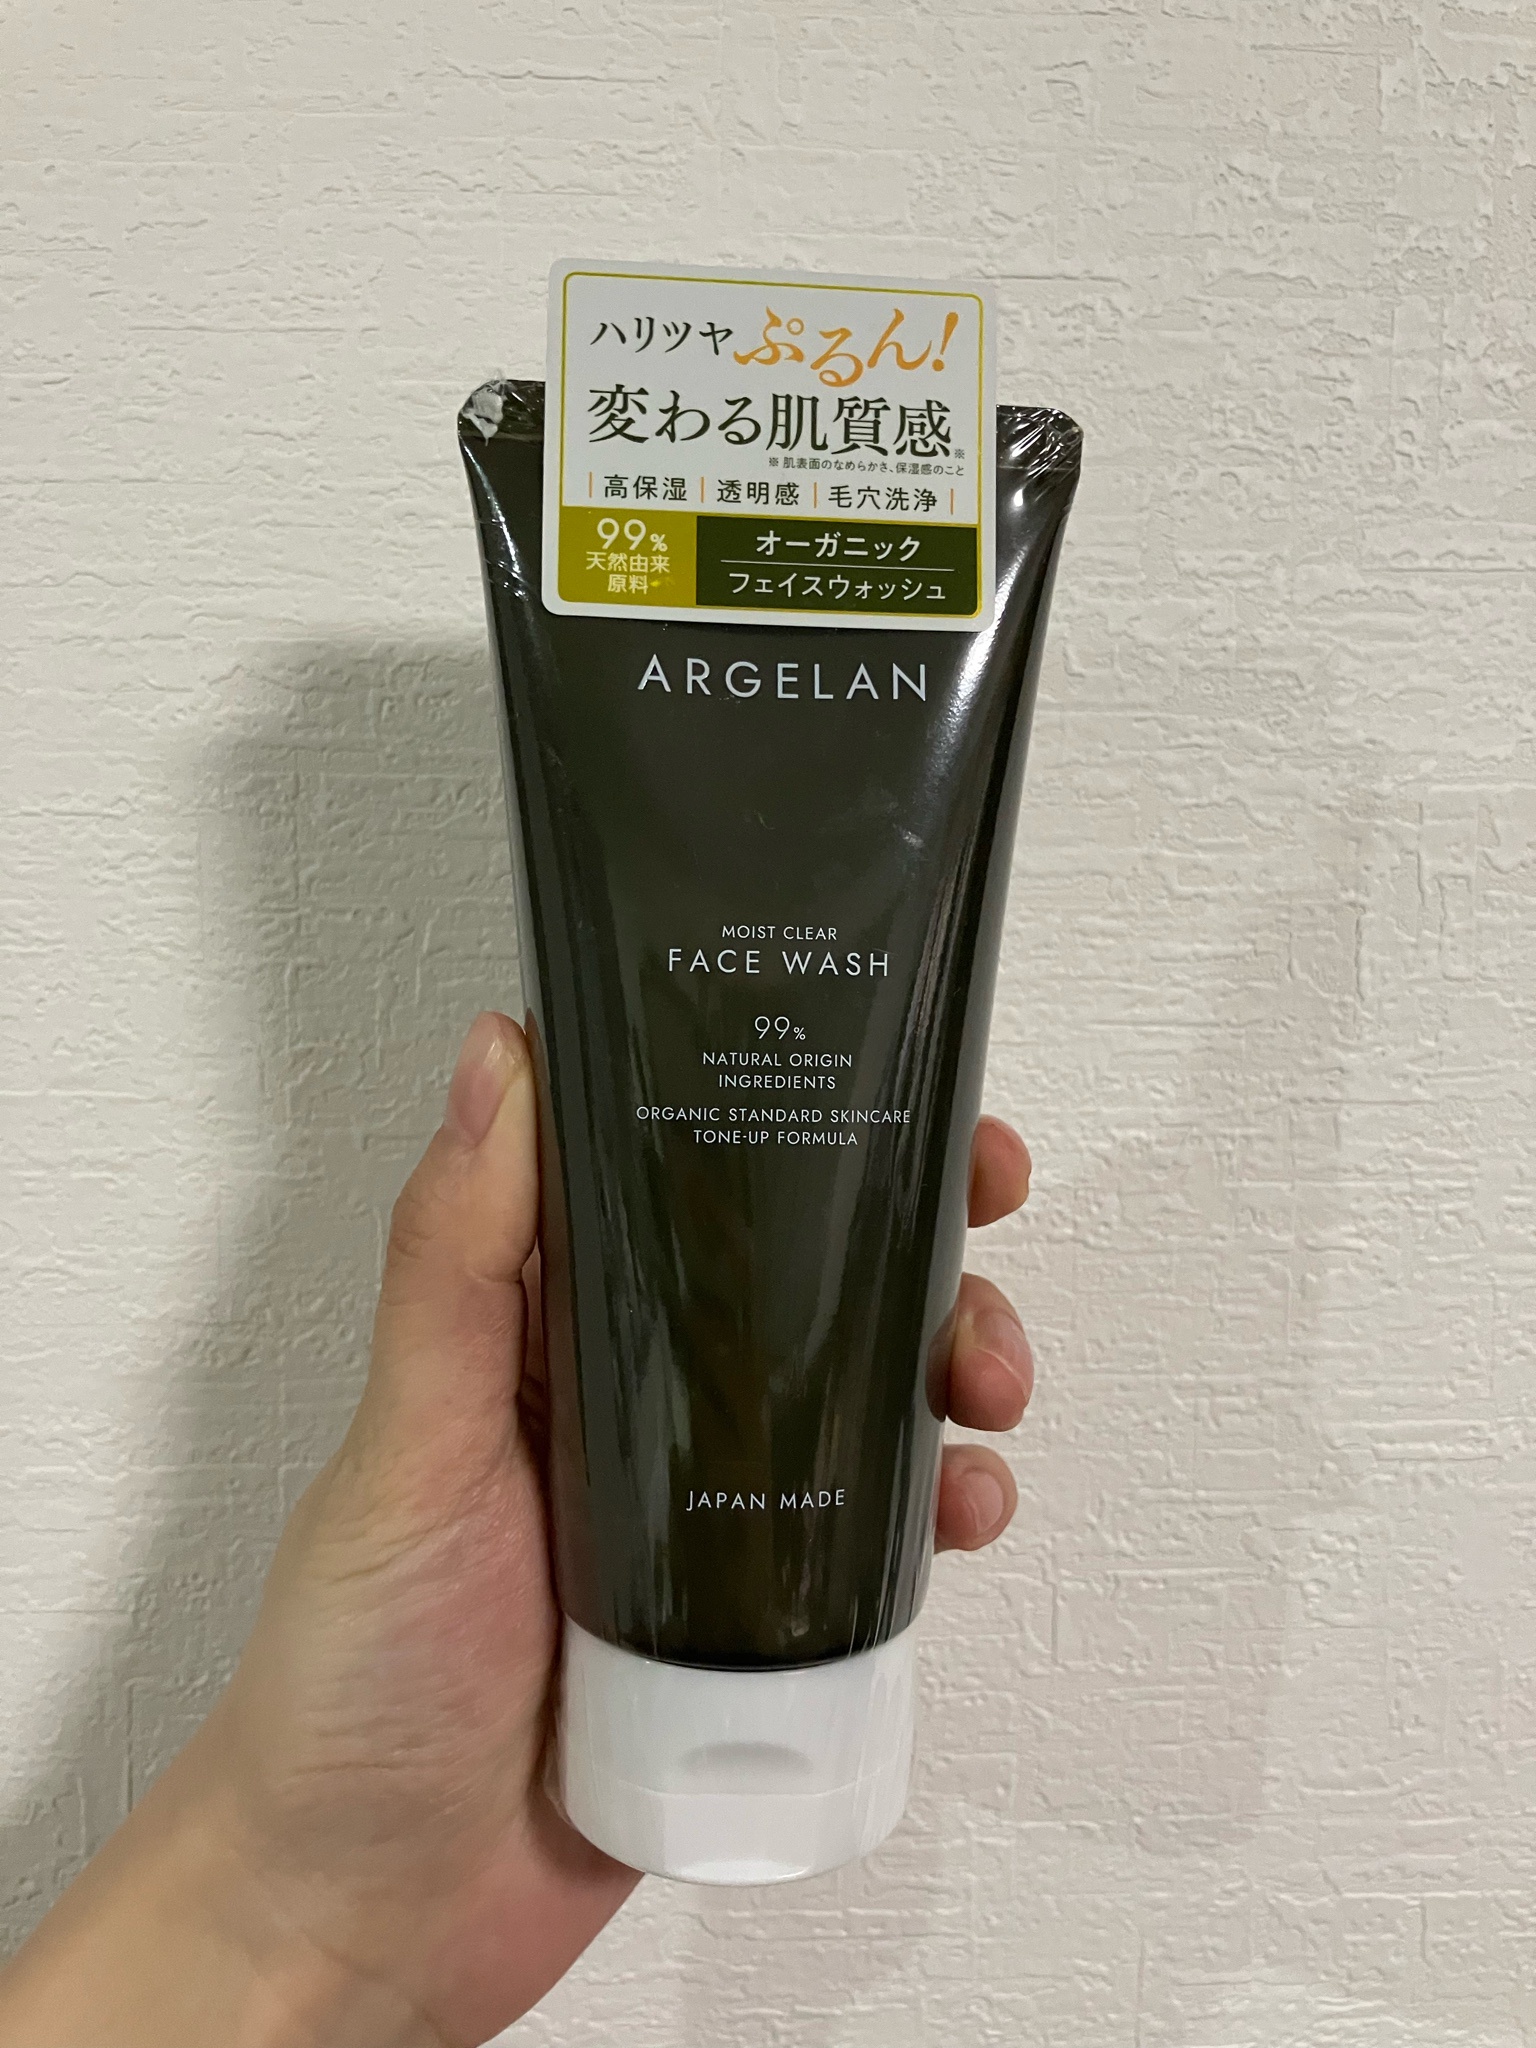 ハリツヤぷるん!
変わる肌質感※
※肌表面のなめらかさ、保湿感のこと
|高保湿|透明感|毛穴洗浄|
99%
天然由来
原料
オーガニック
フェイスウォッシュ
ARGELAN
MOIST CLEAR
FACE WASH
99%
NATURAL ORIGIN
INGREDIENTS
ORGANIC STANDARD SKINCARE
TONE-UP FORMULA
JAPAN MADE